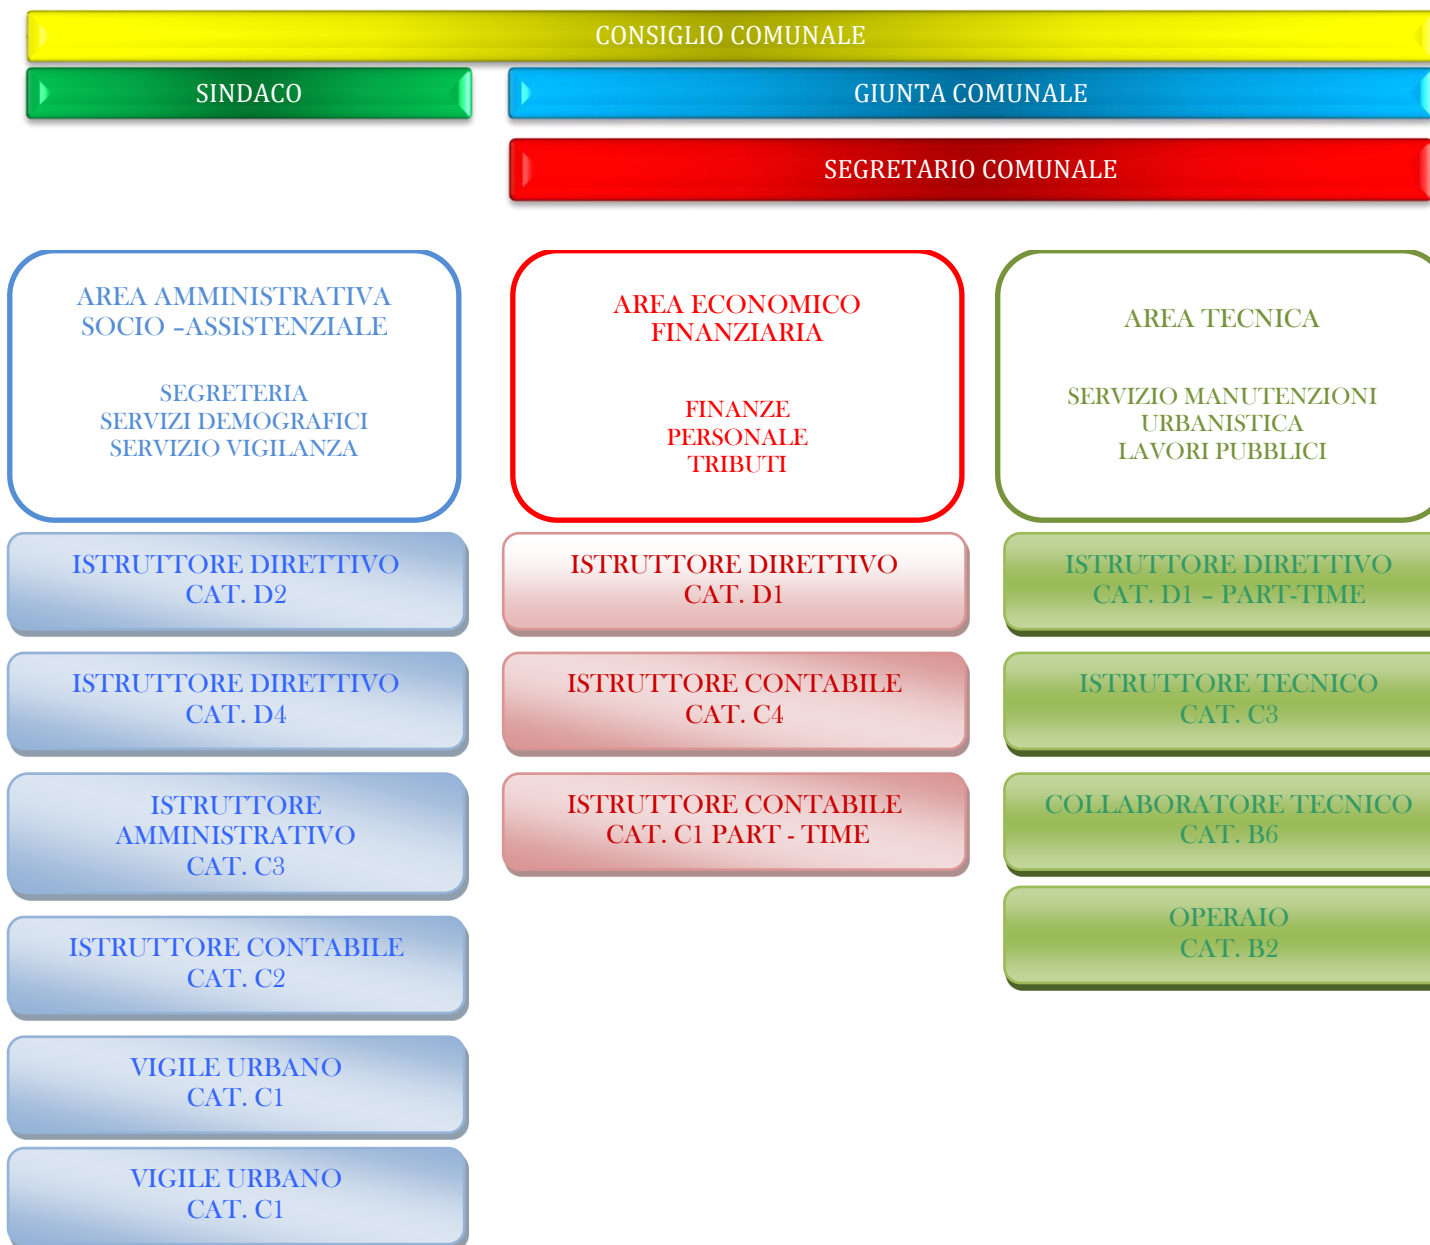 CONSIGLIO COMUNALE
SINDACO
GIUNTA COMUNALE
SEGRETARIO COMUNALE
AREA AMMINISTRATIVA
SOCIO –ASSISTENZIALE
SEGRETERIA
SERVIZI DEMOGRAFICI
SERVIZIO VIGILANZA
ISTRUTTORE DIRETTIVO
CAT. D2
ISTRUTTORE DIRETTIVO
CAT. D4
ISTRUTTORE
AMMINISTRATIVO
CAT. C3
ISTRUTTORE CONTABILE
CAT. C2
VIGILE URBANO
CAT. C1
VIGILE URBANO
CAT. C1
AREA ECONOMICO
FINANZIARIA
FINANZE
PERSONALE
TRIBUTI
ISTRUTTORE DIRETTIVO
CAT. D1
ISTRUTTORE CONTABILE
CAT. C4
ISTRUTTORE CONTABILE
CAT. C1 PART - TIME
AREA TECNICA
SERVIZIO MANUTENZIONI
URBANISTICA
LAVORI PUBBLICI
ISTRUTTORE DIRETTIVO
CAT. D1 – PART-TIME
ISTRUTTORE TECNICO
CAT. C3
COLLABORATORE TECNICO
CAT. B6
OPERAIO
CAT. B2